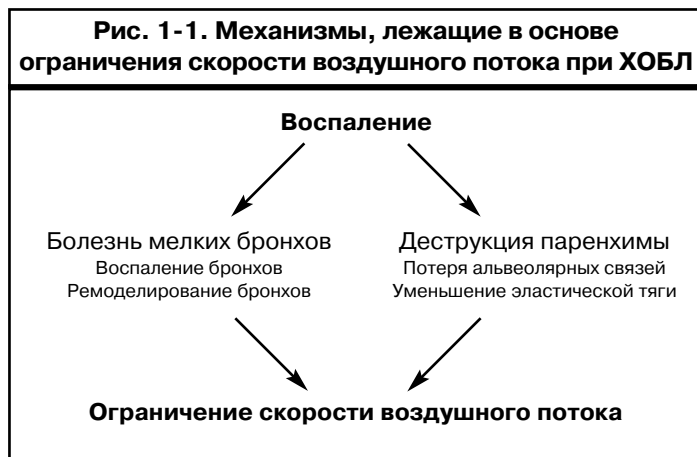 Рис. 1-1. Механизмы, лежащие в основе
ограничения скорости воздушного потока при ХОБЛ
Воспаление
Болезнь мелких бронхов
Воспаление бронхов
Ремоделирование бронхов
Деструкция паренхимы
Потеря альвеолярных связей
Уменьшение эластической тяги
Ограничение скорости воздушного потока